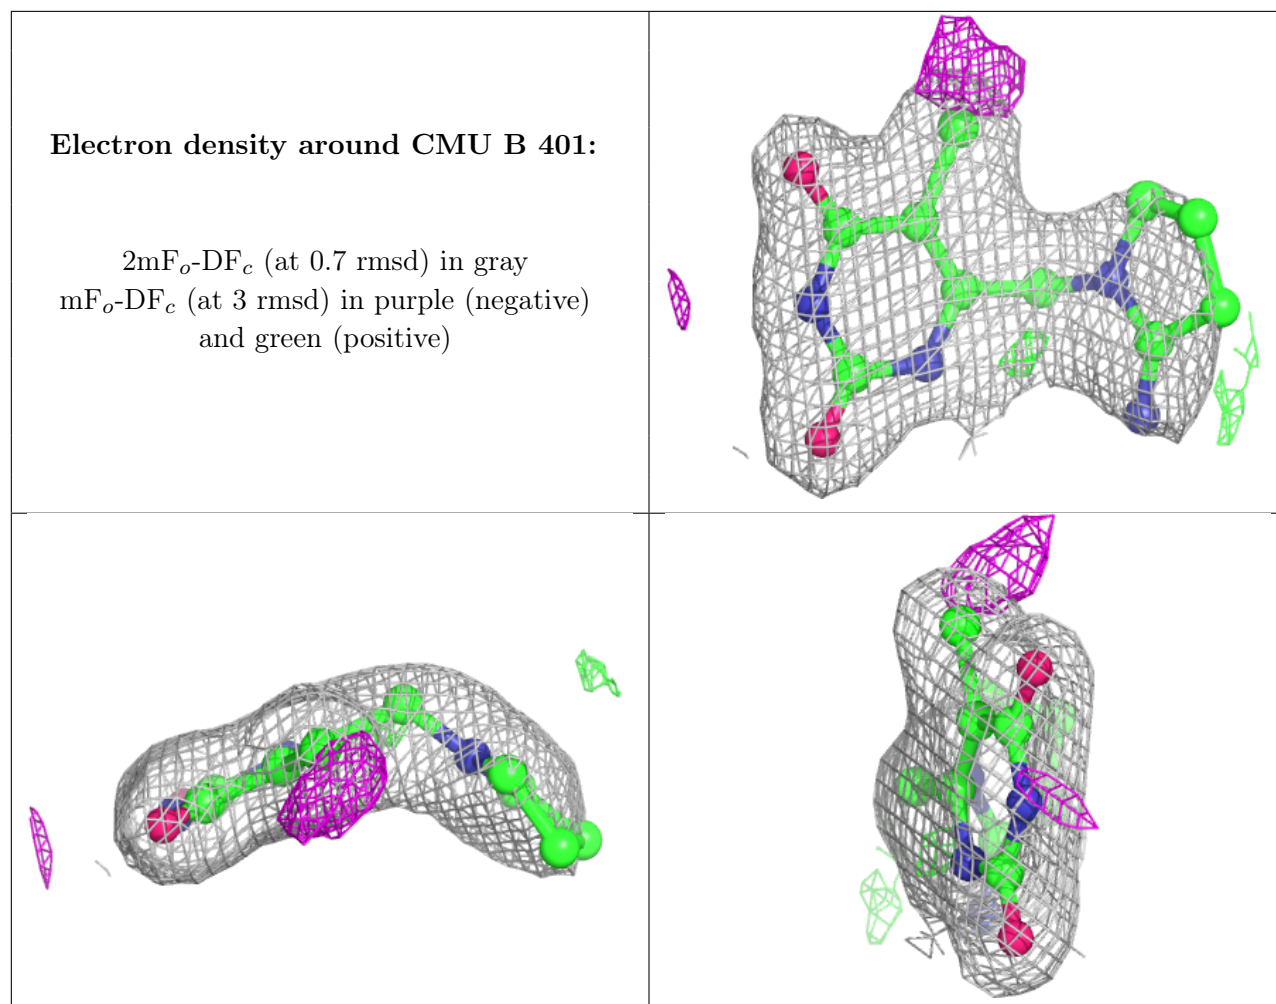 Electron density around CMU B 401:
2mFo-DFc (at 0.7 rmsd) in gray
mFo-DFc (at 3 rmsd) in purple (negative)
and green (positive)